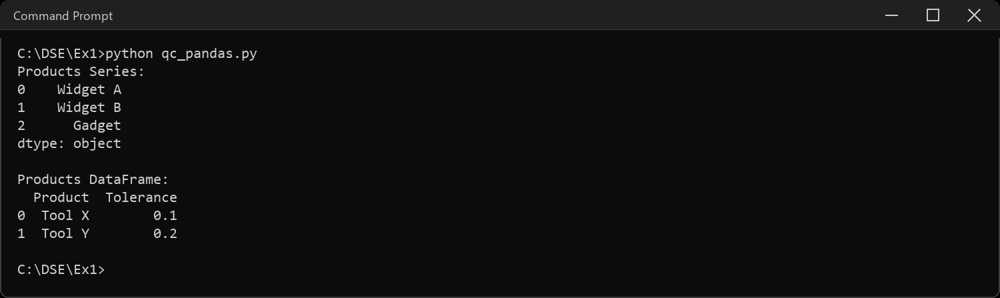 Command Prompt
C:\DSE\Ex1>python qc_pandas.py
Products Series:
0    Widget A
1    Widget B
2      Gadget
dtype: object
Products DataFrame:
  Product  Tolerance
0  Tool X        0.1
1  Tool Y        0.2
C:\DSE\Ex1>